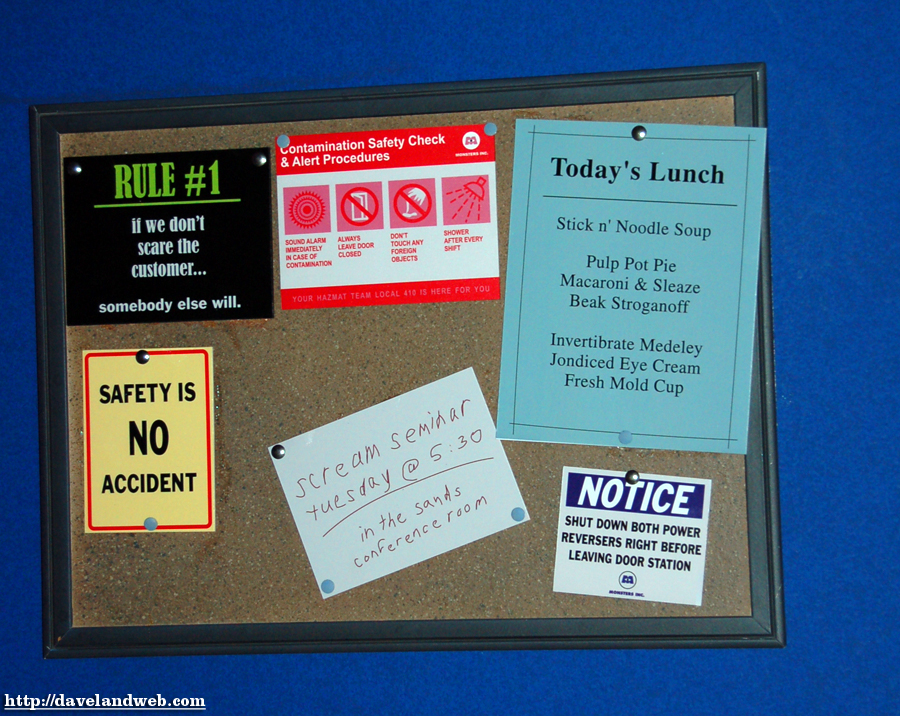 RULE #1
if we don't
scare the
customer...
somebody else will.
Contamination Safety Check
& Alert Procedures
MONSTERS INC.
SOUND ALARM
IMMEDIATELY
IN CASE OF
CONTAMINATION
ALWAYS
LEAVE DOOR
CLOSED
DON'T
TOUCH ANY
FOREIGN
OBJECTS
SHOWER
AFTER EVERY
SHIFT
YOUR HAZMAT TEAM LOCAL 410 IS HERE FOR YOU
Today's Lunch
Stick n' Noodle Soup
Pulp Pot Pie
Macaroni & Sleaze
Beak Stroganoff
Invertibrate Medeley
Jondiced Eye Cream
Fresh Mold Cup
SAFETY IS
NO
ACCIDENT
scream seminar
tuesday @ 5:30
in the sands
conference room
NOTICE
SHUT DOWN BOTH POWER
REVERSERS RIGHT BEFORE
LEAVING DOOR STATION
MONSTERS INC.
http://davelandweb.com